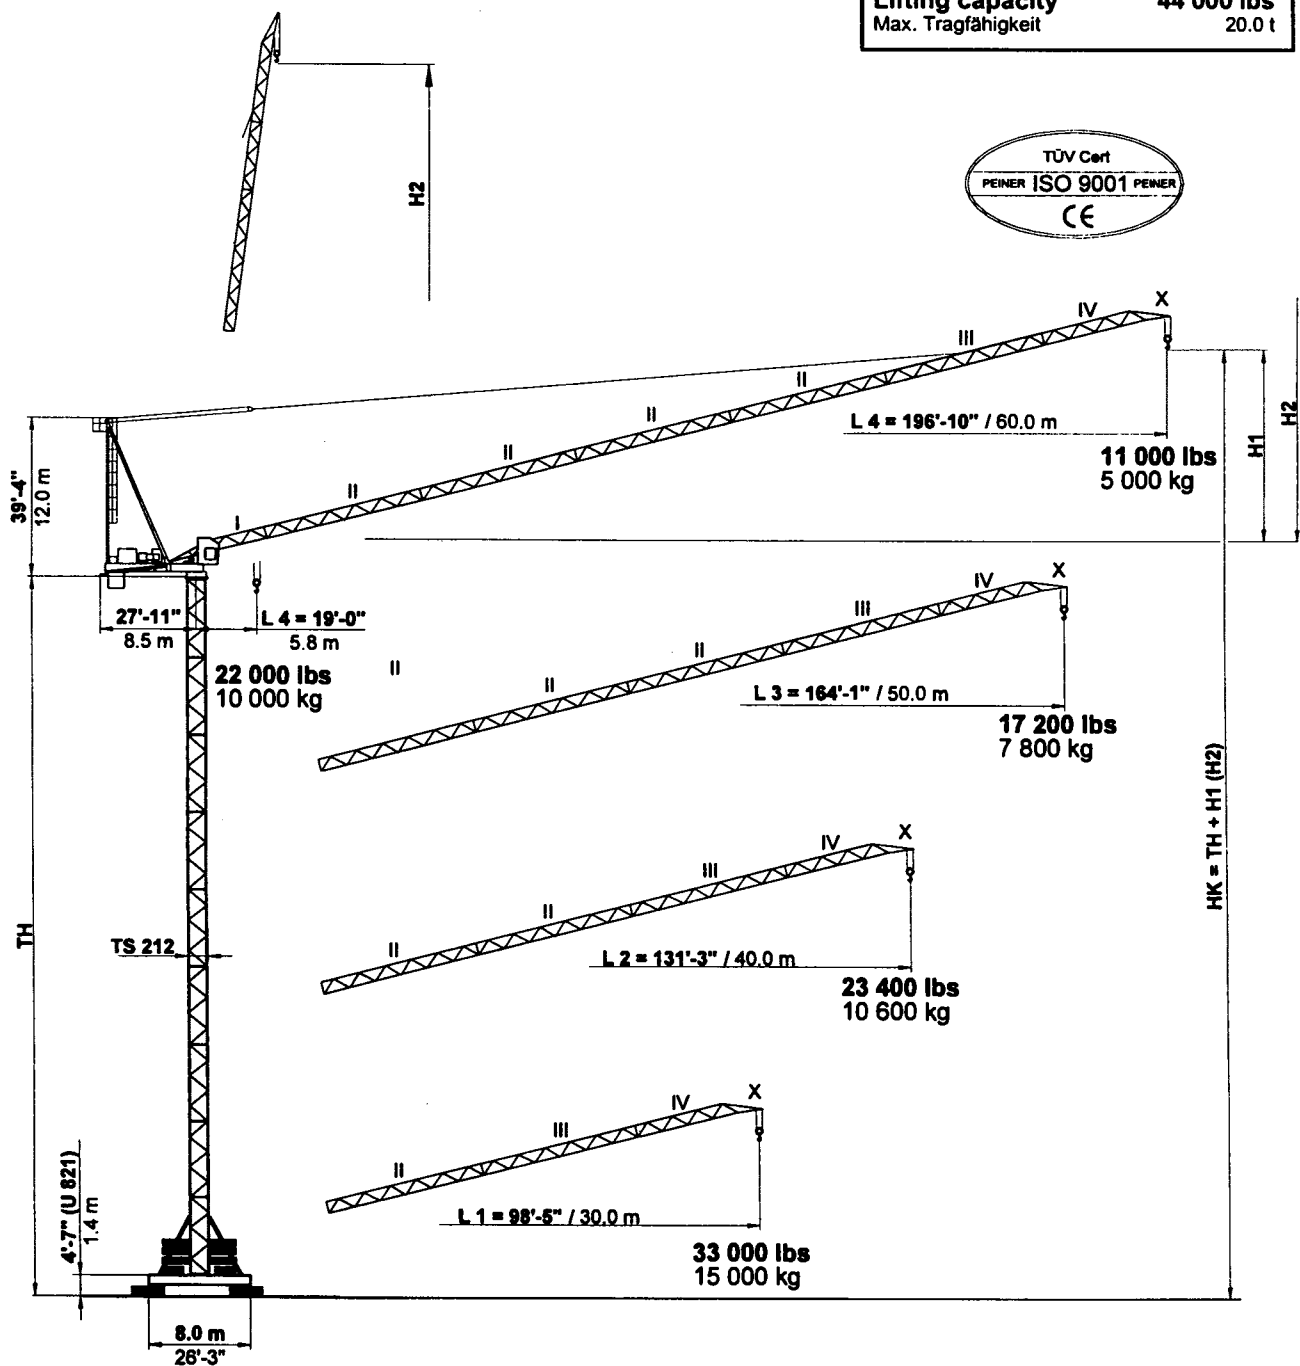 Lifting capacity 44 000 lbs
Max. Tragfähigkeit 20.0 t
H2
TÜV Cert
PEINER ISO 9001 PEINER
CE
X
IV
III
II
II
II
II
I
L 4 = 196'-10" / 60.0 m
11 000 lbs
5 000 kg
H1
H2
39'-4"
12.0 m
27'-11"
8.5 m
L 4 = 19'-0"
5.8 m
22 000 lbs
10 000 kg
X
IV
III
II
II
II
L 3 = 164'-1" / 50.0 m
17 200 lbs
7 800 kg
HK = TH + H1 (H2)
X
IV
III
II
II
TH
TS 212
L 2 = 131'-3" / 40.0 m
23 400 lbs
10 600 kg
X
IV
III
II
L 1 = 98'-5" / 30.0 m
33 000 lbs
15 000 kg
4'-7" (U 821)
1.4 m
8.0 m
26'-3"